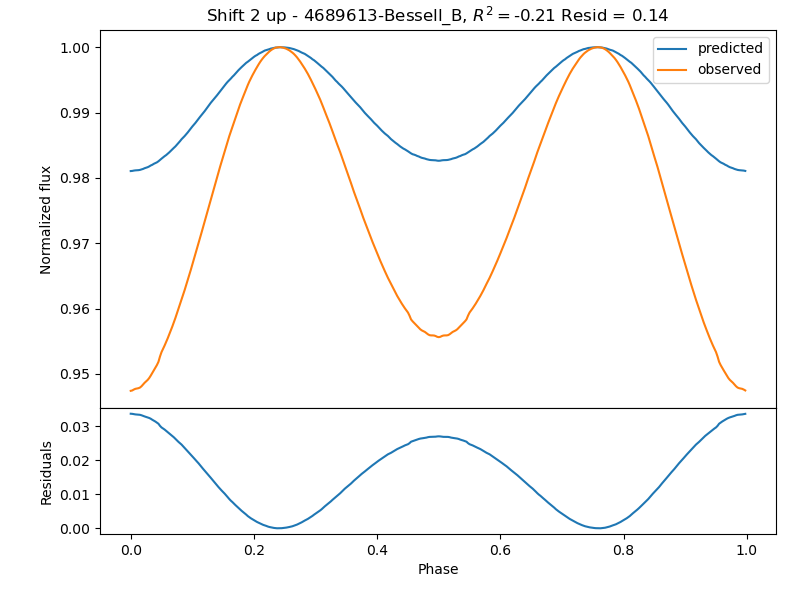 Shift 2 up - 4689613-Bessell_B, $R^2$ = -0.21 Resid = 0.14
predicted
observed
1.00
0.99
0.98
0.97
0.96
0.95
Normalized flux
0.03
0.02
0.01
0.00
Residuals
0.0 0.2 0.4 0.6 0.8 1.0
Phase